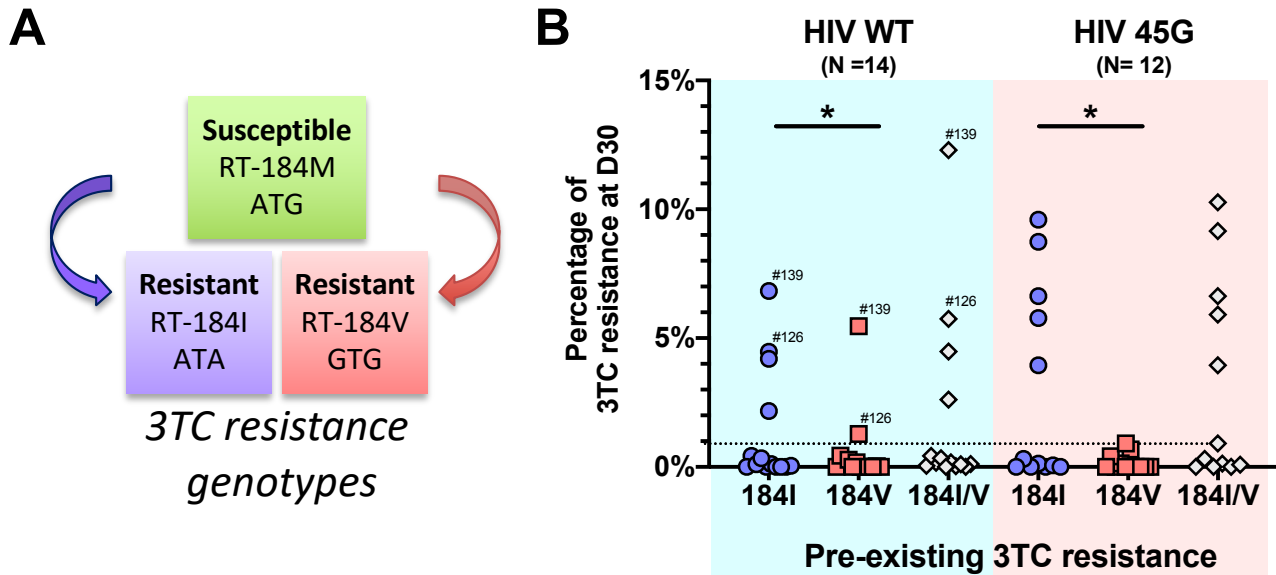 A
Susceptible
RT-184M
ATG
Resistant
RT-184I
ATA
Resistant
RT-184V
GTG
3TC resistance
genotypes
B
HIV WT
(N =14)
HIV 45G
(N= 12)
Percentage of
3TC resistance at D30
15%
10%
5%
0%
*
*
#139
#126
#139
#126
#139
#126
184I
184V
184I/V
184I
184V
184I/V
Pre-existing 3TC resistance